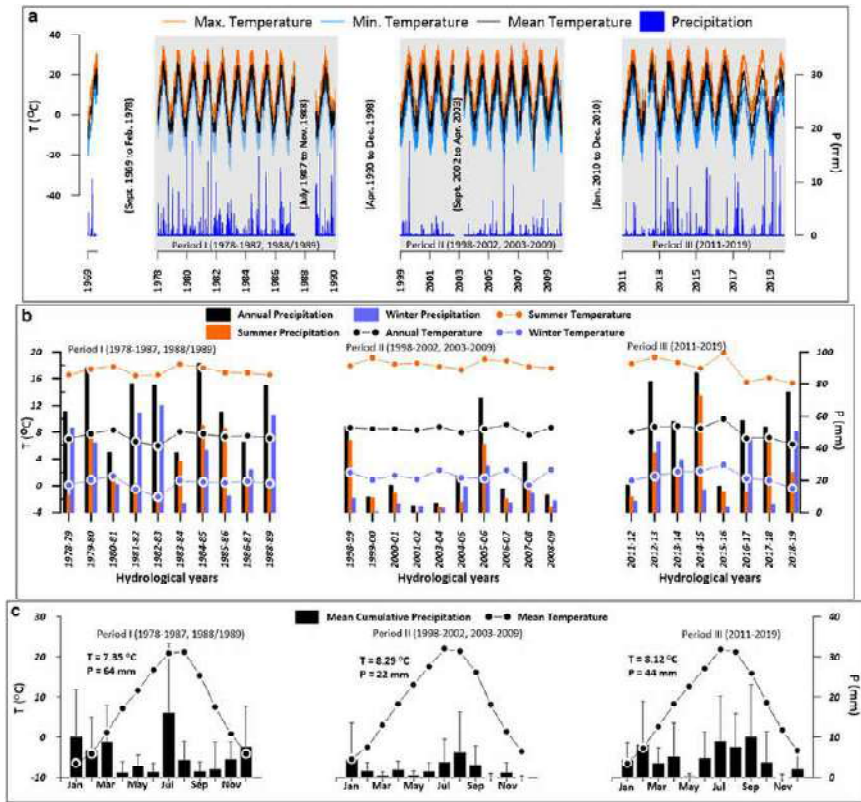 a
Max. Temperature Min. Temperature Mean Temperature Precipitation
T (°C)
40
20
0
-20
-40
P (mm)
30
20
10
0
(Sept. 1969 to Feb. 1978)
(July 1987 to Nov. 1988)
(Apr. 1990 to Dec. 1998)
(Sept. 2002 to Apr. 2003)
(Jan. 2010 to Dec. 2010)
Period I (1978-1987, 1988/1989) Period II (1998-2002, 2003-2009) Period III (2011-2019)
1969 1978 1980 1982 1984 1986 1988 1990 1999 2001 2003 2005 2007 2009 2011 2013 2015 2017 2019
b
Annual Precipitation Winter Precipitation Summer Temperature
Summer Precipitation Annual Temperature Winter Temperature
Period I (1978-1987, 1988/1989) Period II (1998-2002, 2003-2009) Period III (2011-2019)
T (°C)
20
16
12
8
4
0
-4
P (mm)
100
80
60
40
20
0
1978-29 1979-80 1980-81 1981-82 1982-83 1983-84 1984-85 1985-86 1986-87 1988-89 1998-99 1999-00 2000-01 2001-02 2003-04 2004-05 2005-06 2006-07 2007-08 2008-09 2011-12 2012-13 2013-14 2014-15 2015-16 2016-17 2017-18 2018-19
Hydrological years Hydrological years Hydrological years
c
Mean Cumulative Precipitation Mean Temperature
Period I (1978-1987, 1988/1989) Period II (1998-2002, 2003-2009) Period III (2011-2019)
T = 7.35 °C
P = 64 mm
T = 8.29 °C
P = 22 mm
T = 8.12 °C
P = 44 mm
T (°C)
30
20
10
0
-10
P (mm)
40
30
20
10
0
Jan Mar May Jul Sep Nov Jan Mar May Jul Sep Nov Jan Mar May Jul Sep Nov